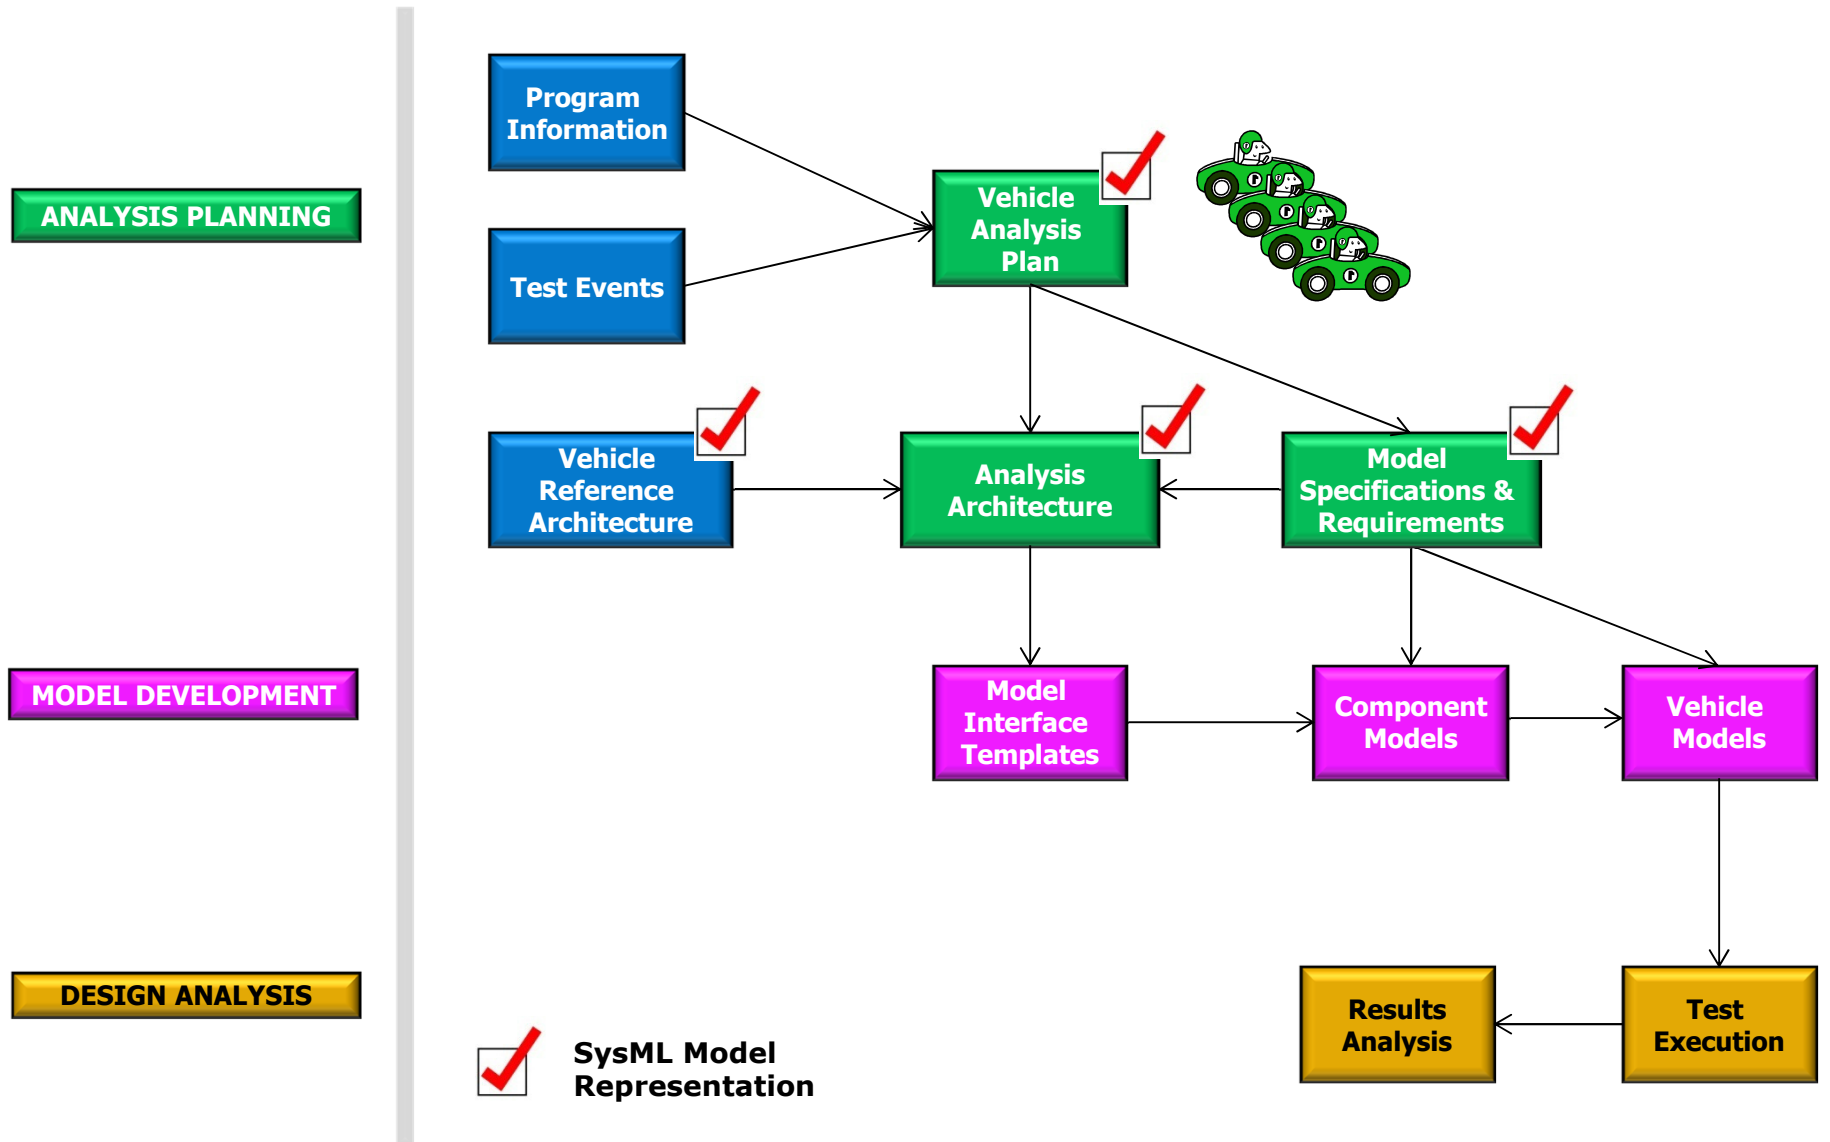 Program
Information
ANALYSIS PLANNING
Vehicle
Analysis
Plan
Test Events
Vehicle
Reference
Architecture
Analysis
Architecture
Model
Specifications &
Requirements
MODEL DEVELOPMENT
Model
Interface
Templates
Component
Models
Vehicle
Models
DESIGN ANALYSIS
Results
Analysis
Test
Execution
SysML Model
Representation